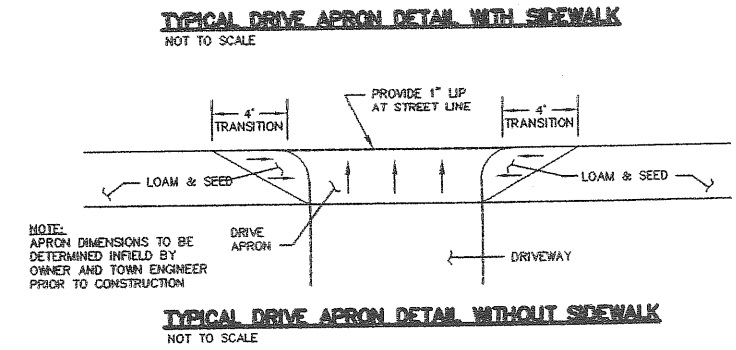 TYPICAL DRIVE APRON DETAIL WITH SIDEWALK
NOT TO SCALE
PROVIDE 1" LIP
AT STREET LINE
4'
TRANSITION
4'
TRANSITION
LOAM & SEED
LOAM & SEED
NOTE:
APRON DIMENSIONS TO BE
DETERMINED INFIELD BY
OWNER AND TOWN ENGINEER
PRIOR TO CONSTRUCTION
DRIVE
APRON
DRIVEWAY
TYPICAL DRIVE APRON DETAIL WITHOUT SIDEWALK
NOT TO SCALE